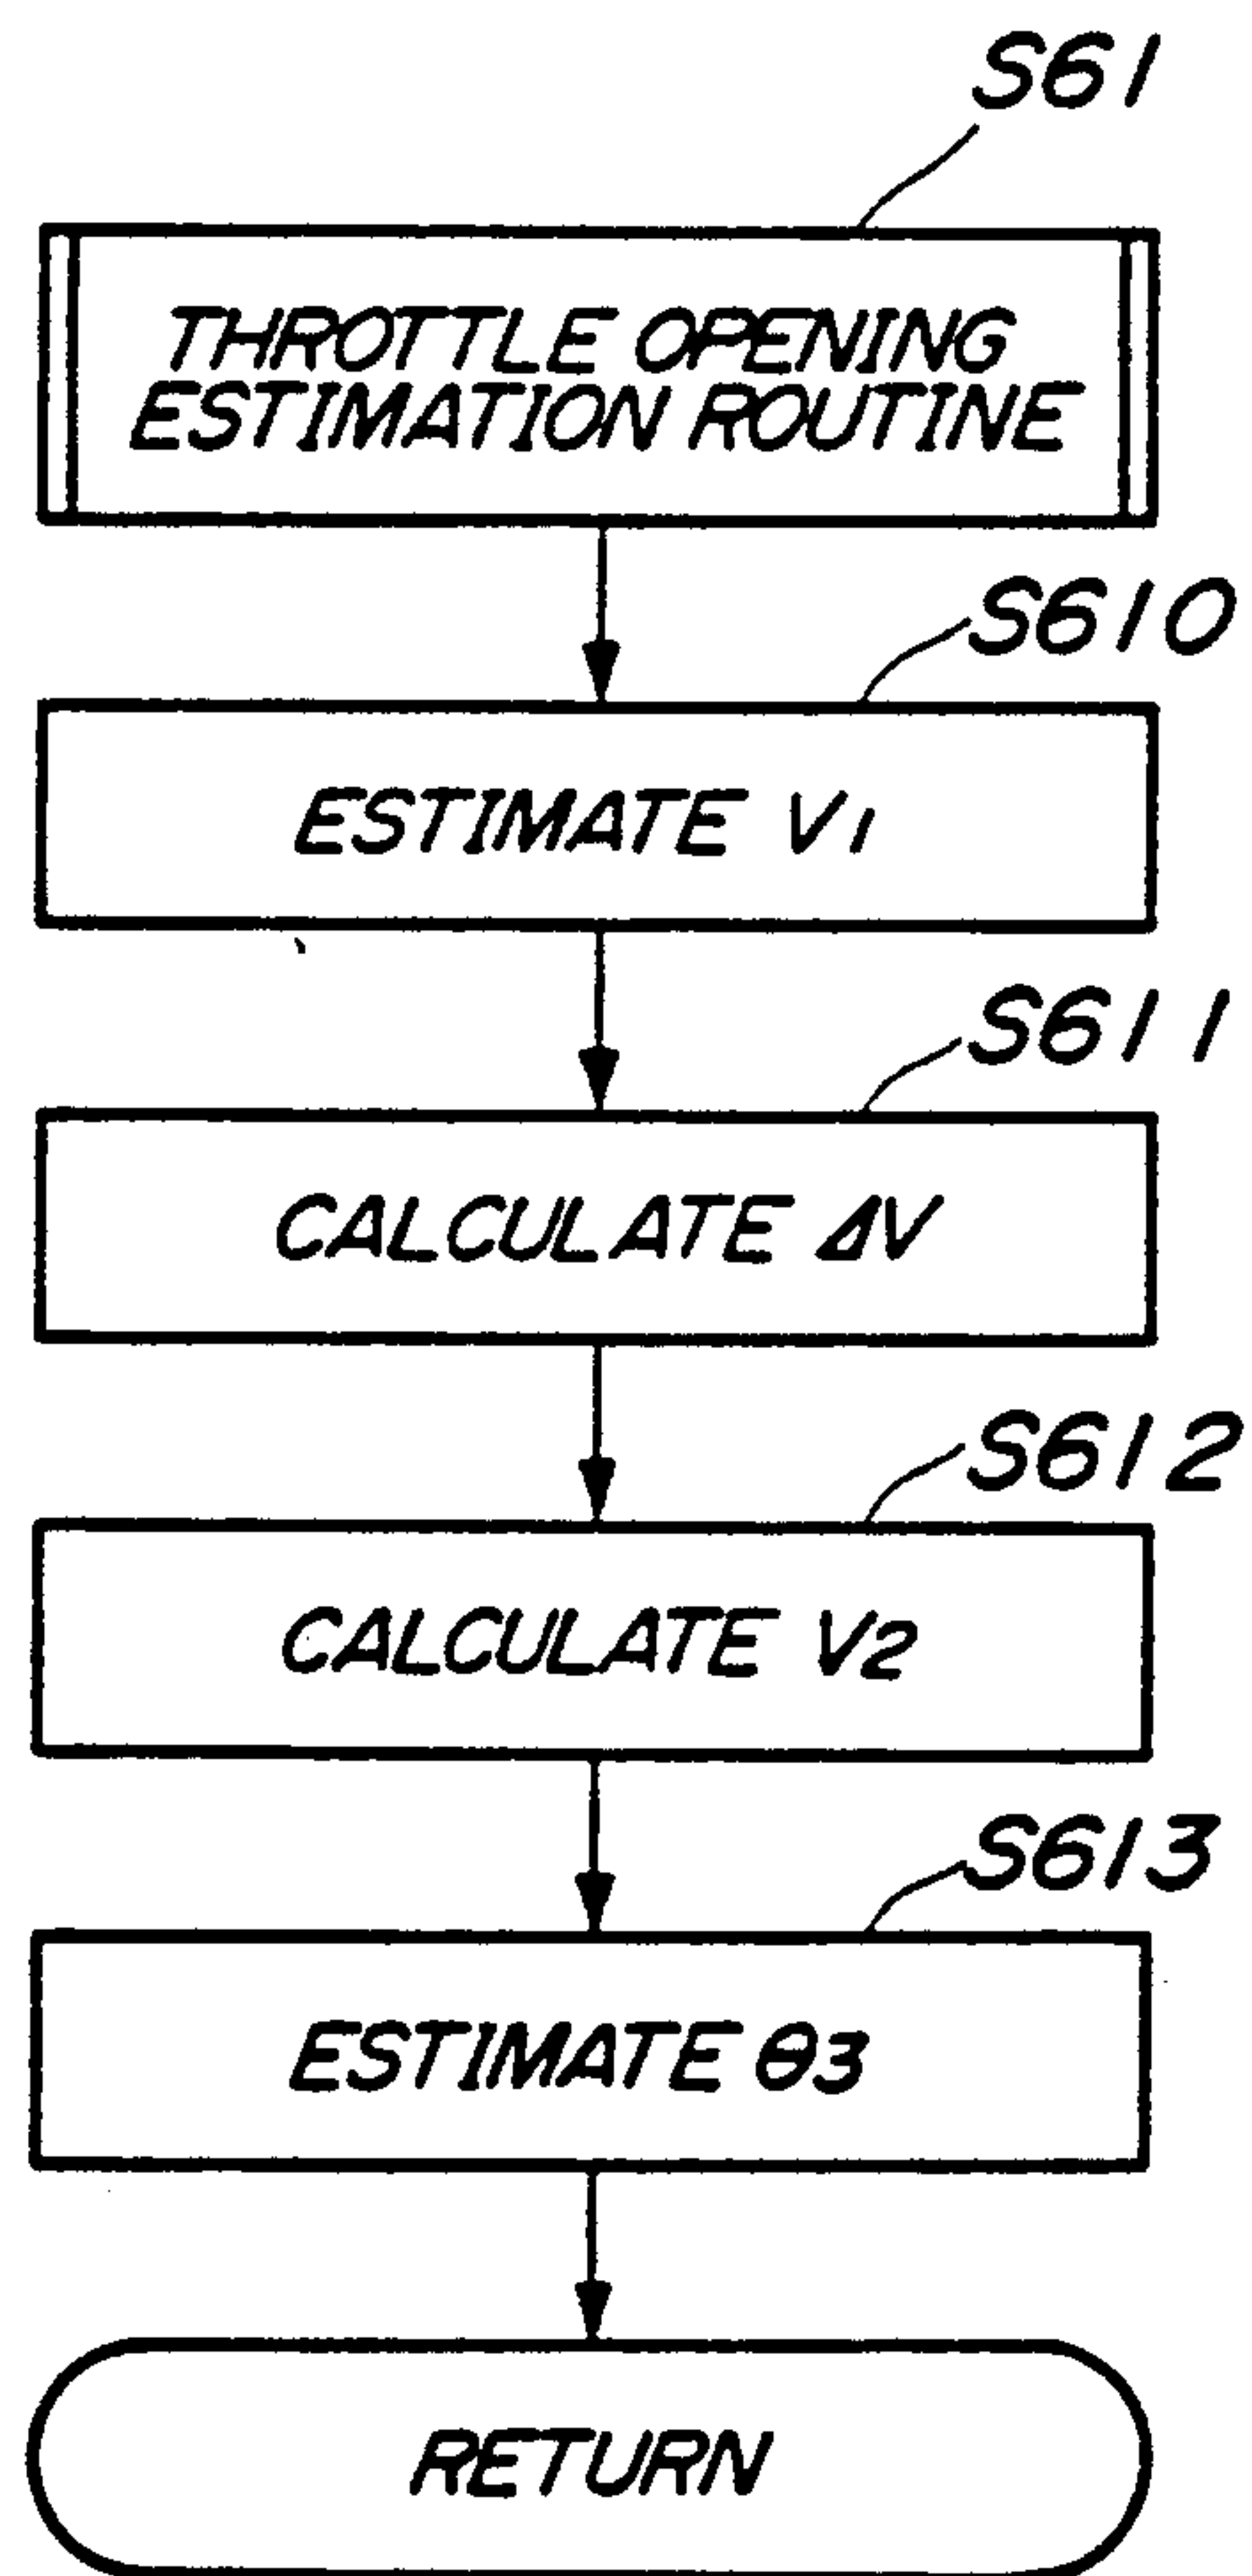 S61
THROTTLE OPENING
ESTIMATION ROUTINE
S610
ESTIMATE V1
S611
CALCULATE ΔV
S612
CALCULATE V2
S613
ESTIMATE θ3
RETURN